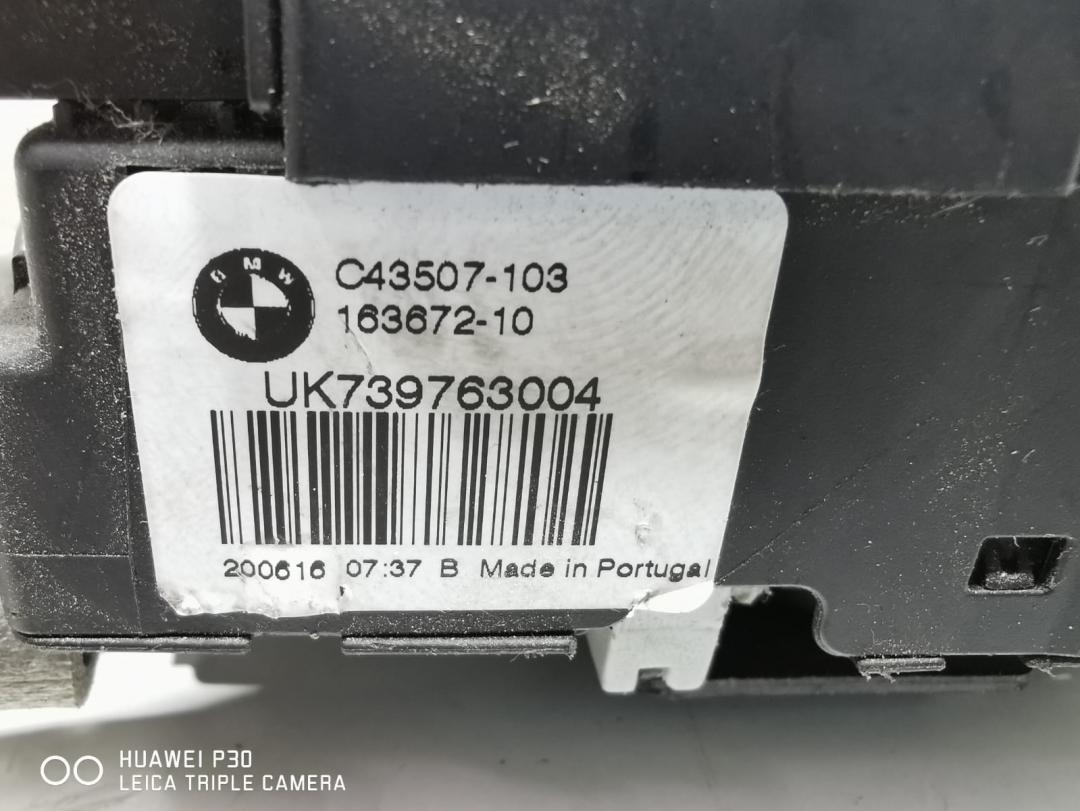 BMW
C43507-103
163672-10
UK739763004
200616 07:37 B Made in Portugal
HUAWEI P30
LEICA TRIPLE CAMERA